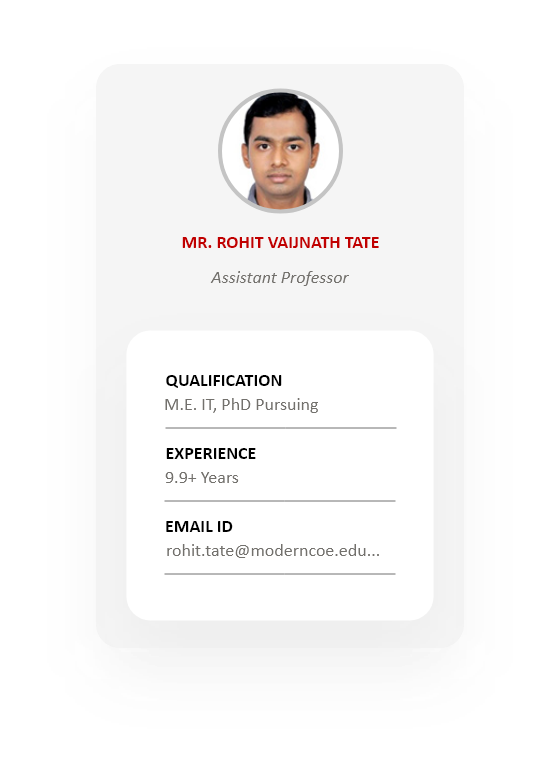 MR. ROHIT VAIJNATH TATE
Assistant Professor
QUALIFICATION
M.E. IT, PhD Pursuing
EXPERIENCE
9.9+ Years
EMAIL ID
rohit.tate@moderncoe.edu...